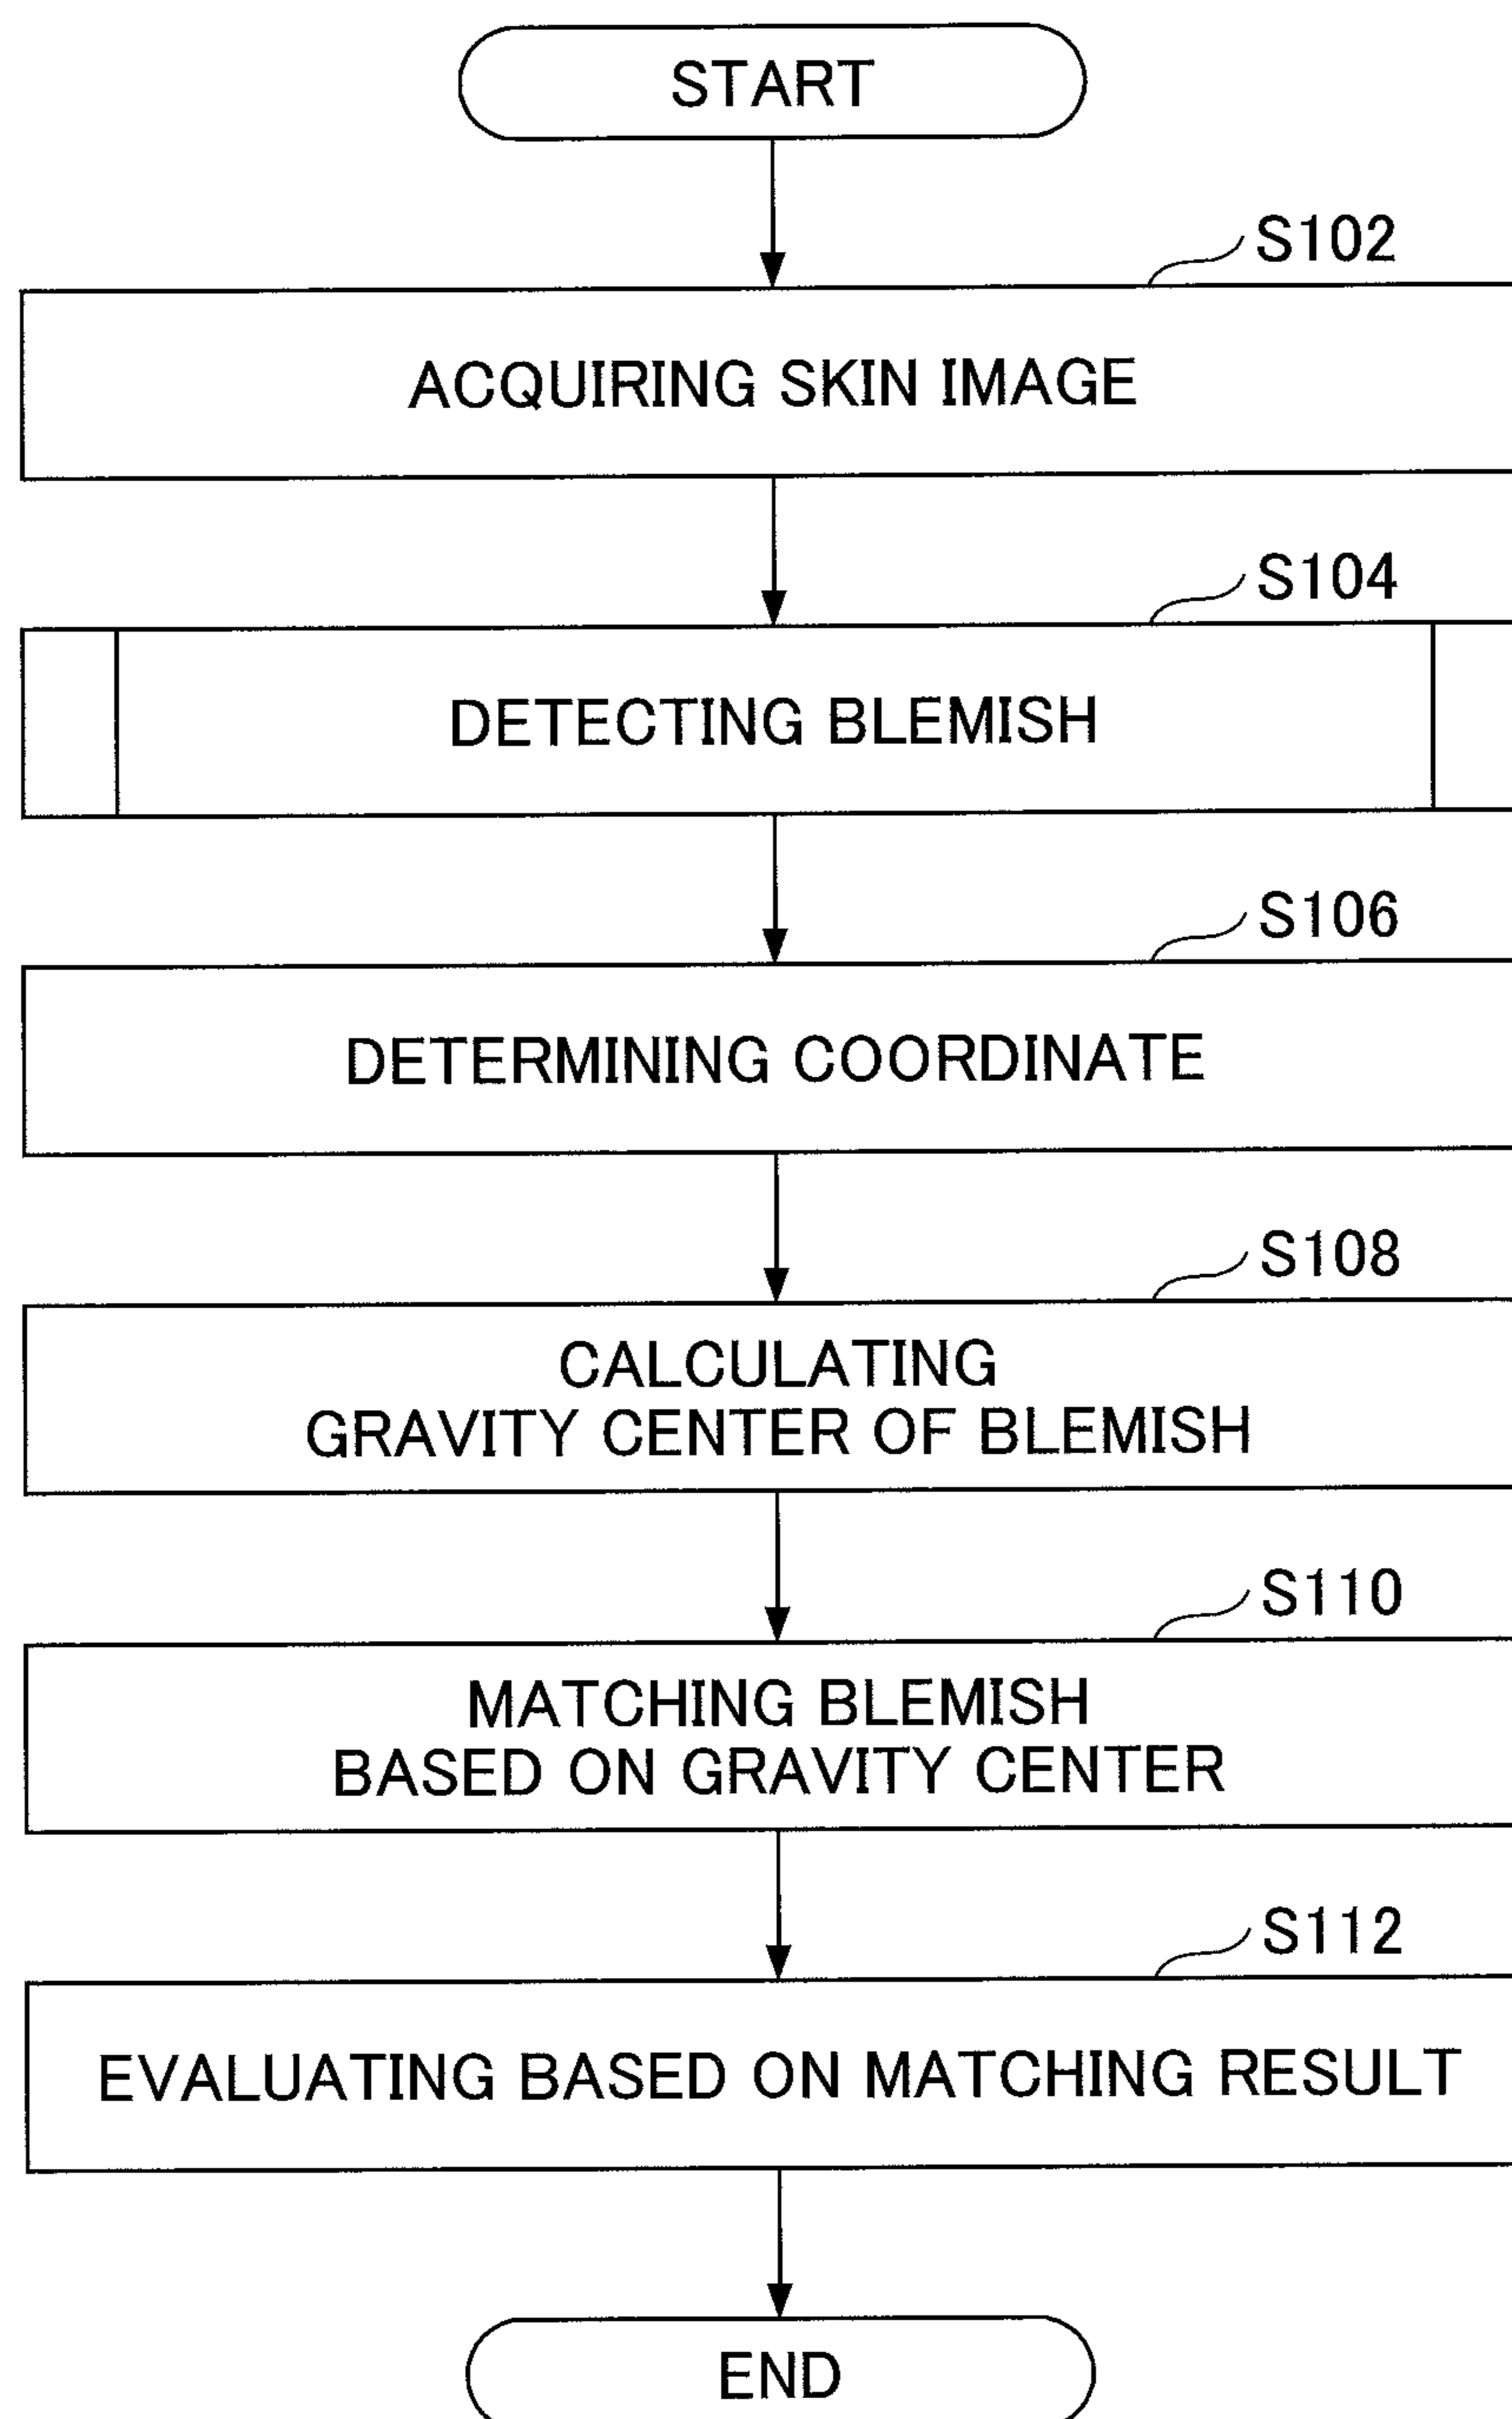 START
S102
ACQUIRING SKIN IMAGE
S104
DETECTING BLEMISH
S106
DETERMINING COORDINATE
S108
CALCULATING
GRAVITY CENTER OF BLEMISH
S110
MATCHING BLEMISH
BASED ON GRAVITY CENTER
S112
EVALUATING BASED ON MATCHING RESULT
END